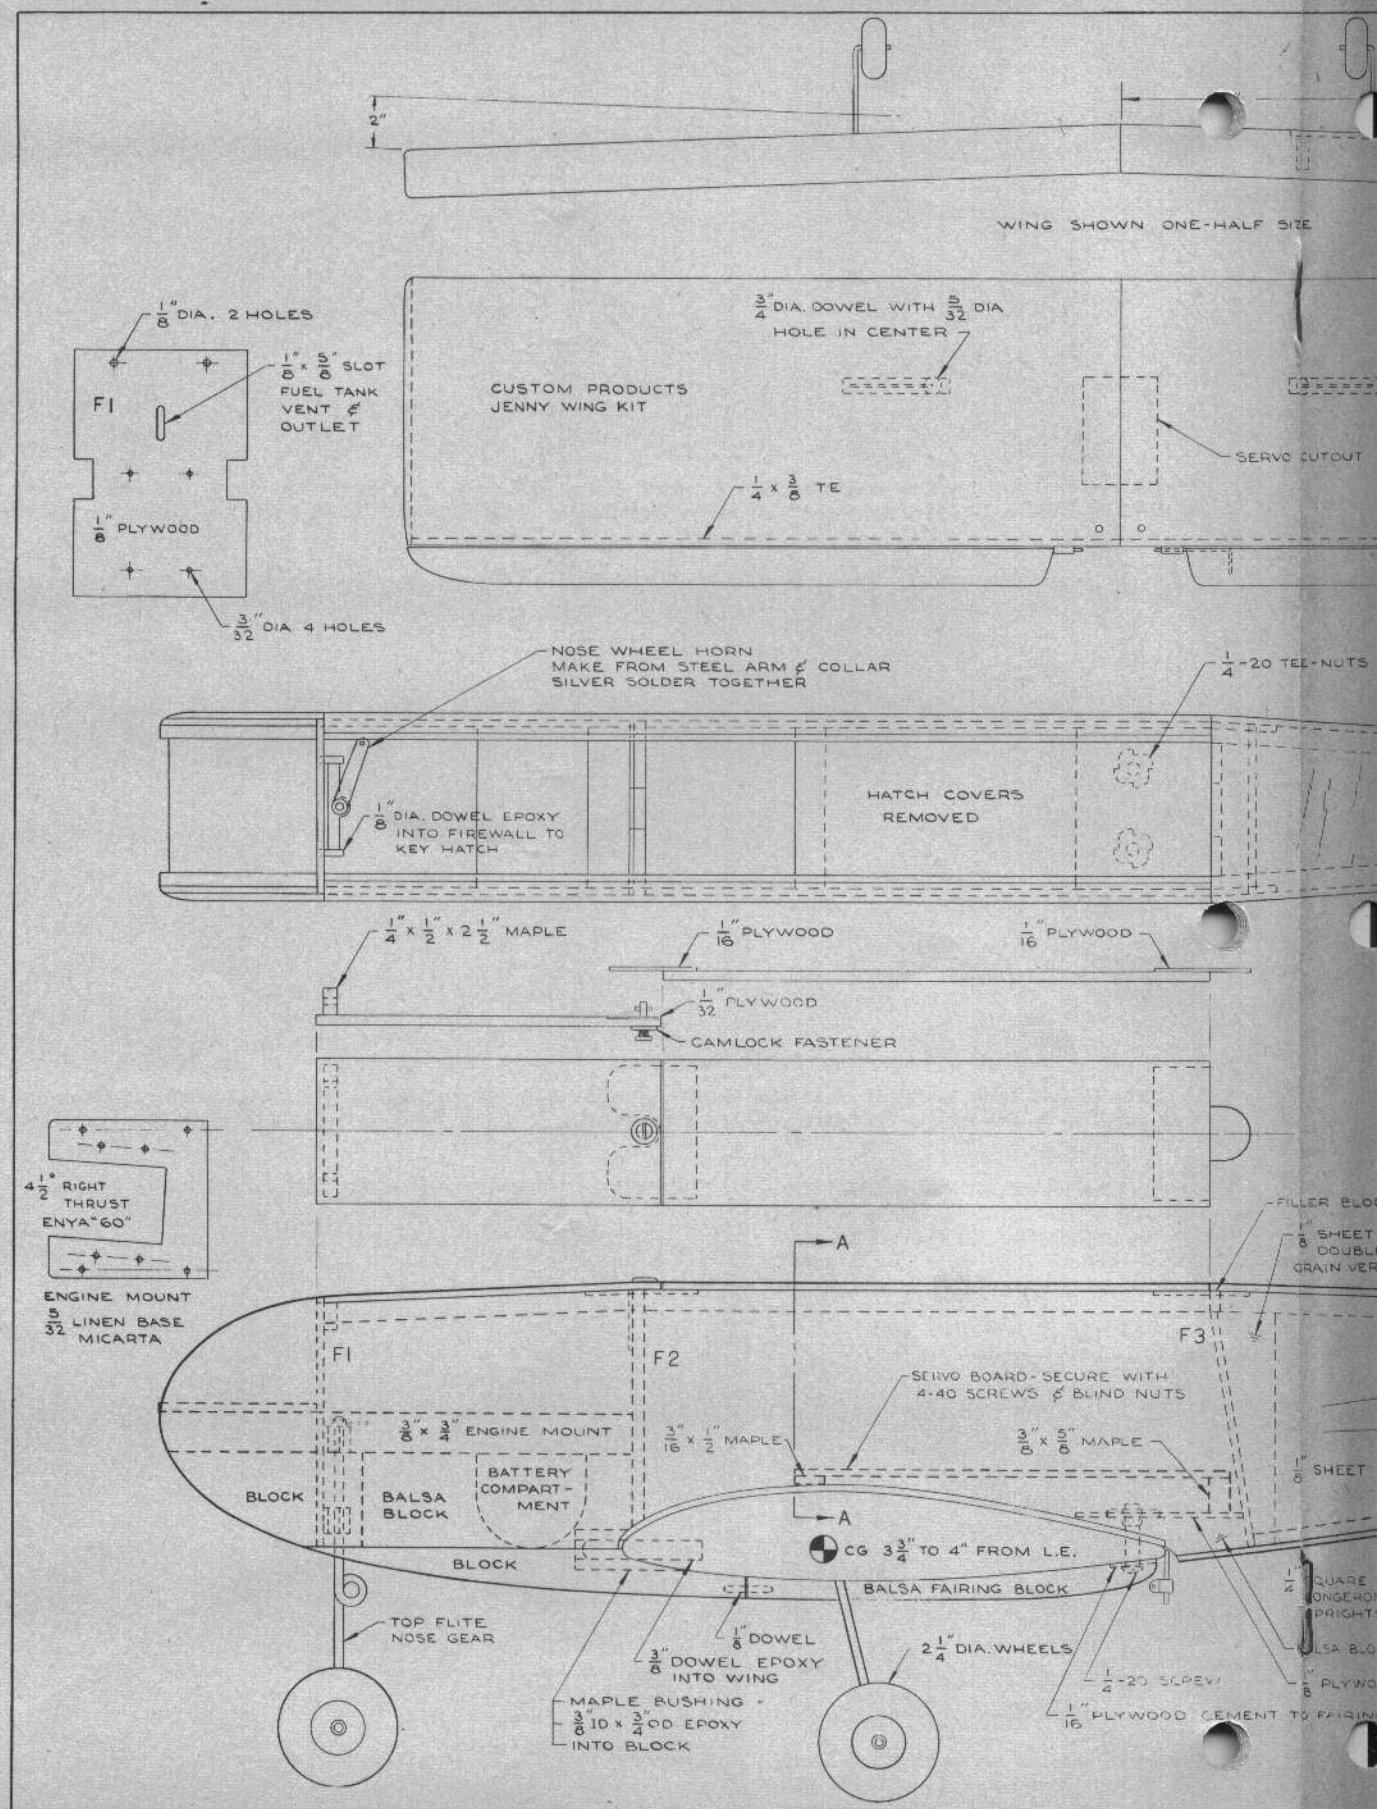 2"
WING SHOWN ONE-HALF SIZE
1/8" DIA. 2 HOLES
1/8" x 5/8" SLOT
FUEL TANK
VENT &
OUTLET
F1
1/8" PLYWOOD
3/32" DIA 4 HOLES
3/4" DIA. DOWEL WITH 5/32 DIA
HOLE IN CENTER
CUSTOM PRODUCTS
JENNY WING KIT
SERVO CUTOUT
1/4 x 3/8 TE
NOSE WHEEL HORN
MAKE FROM STEEL ARM & COLLAR
SILVER SOLDER TOGETHER
1/4-20 TEE-NUTS
HATCH COVERS
REMOVED
1/8" DIA. DOWEL EPOXY
INTO FIREWALL TO
KEY HATCH
1/4" x 1/2" x 2 1/2" MAPLE
1/16" PLYWOOD
1/16" PLYWOOD
1/32" PLYWOOD
CAMLOCK FASTENER
4 1/2° RIGHT
THRUST
ENYA "60"
ENGINE MOUNT
5/32 LINEN BASE
MICARTA
A
FILLER
1/8" SHEET
GRAIN
F1
F2
F3
SERVO BOARD-SECURE WITH
4-40 SCREWS & BLIND NUTS
3/8" x 3/4" ENGINE MOUNT
3/16" x 1/2" MAPLE
3/8" x 5/8" MAPLE
1/8" SHEET
BLOCK
BALSA
BLOCK
BATTERY
COMPART-
MENT
A
CG 3 3/4" TO 4" FROM L.E.
BLOCK
BALSA FAIRING BLOCK
TOP FLITE
NOSE GEAR
1/8" DOWEL
3/8" DOWEL EPOXY
INTO WING
2 1/4" DIA. WHEELS
1/4-20 SCREW
1/16" PLYWOOD CEMENT TO
MAPLE BUSHING -
3/8" ID x 3/4" OD EPOXY
INTO BLOCK